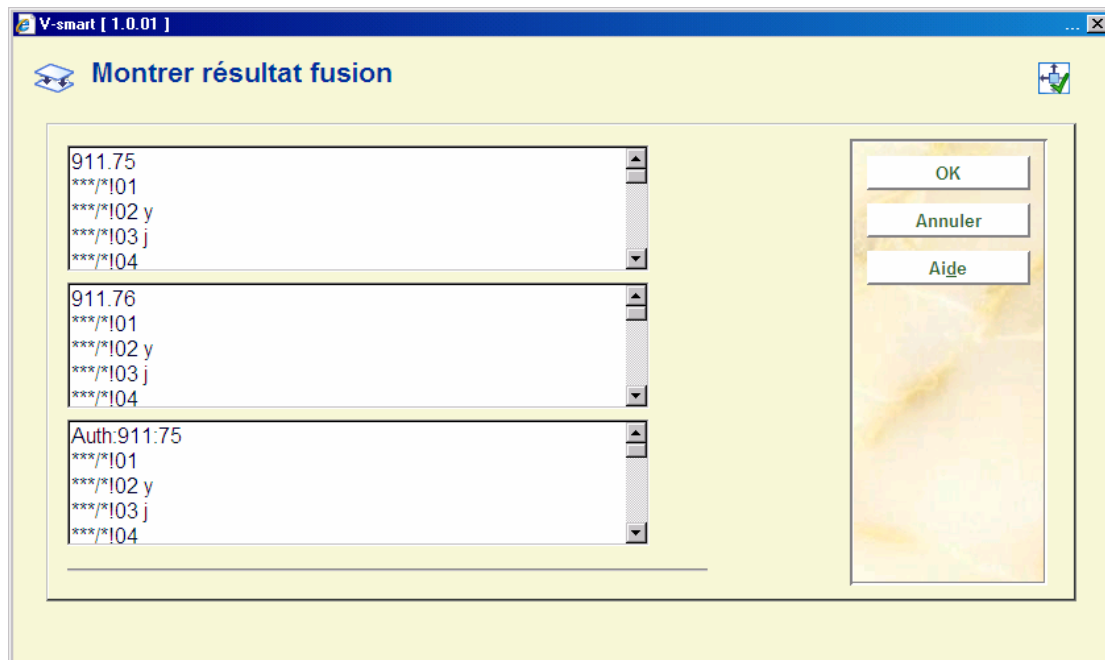 V-smart [ 1.0.01 ]
...
Montrer résultat fusion
911.75
***/*!01
***/*!02 y
***/*!03 j
***/*!04
911.76
***/*!01
***/*!02 y
***/*!03 j
***/*!04
Auth:911:75
***/*!01
***/*!02 y
***/*!03 j
***/*!04
OK
Annuler
Aide